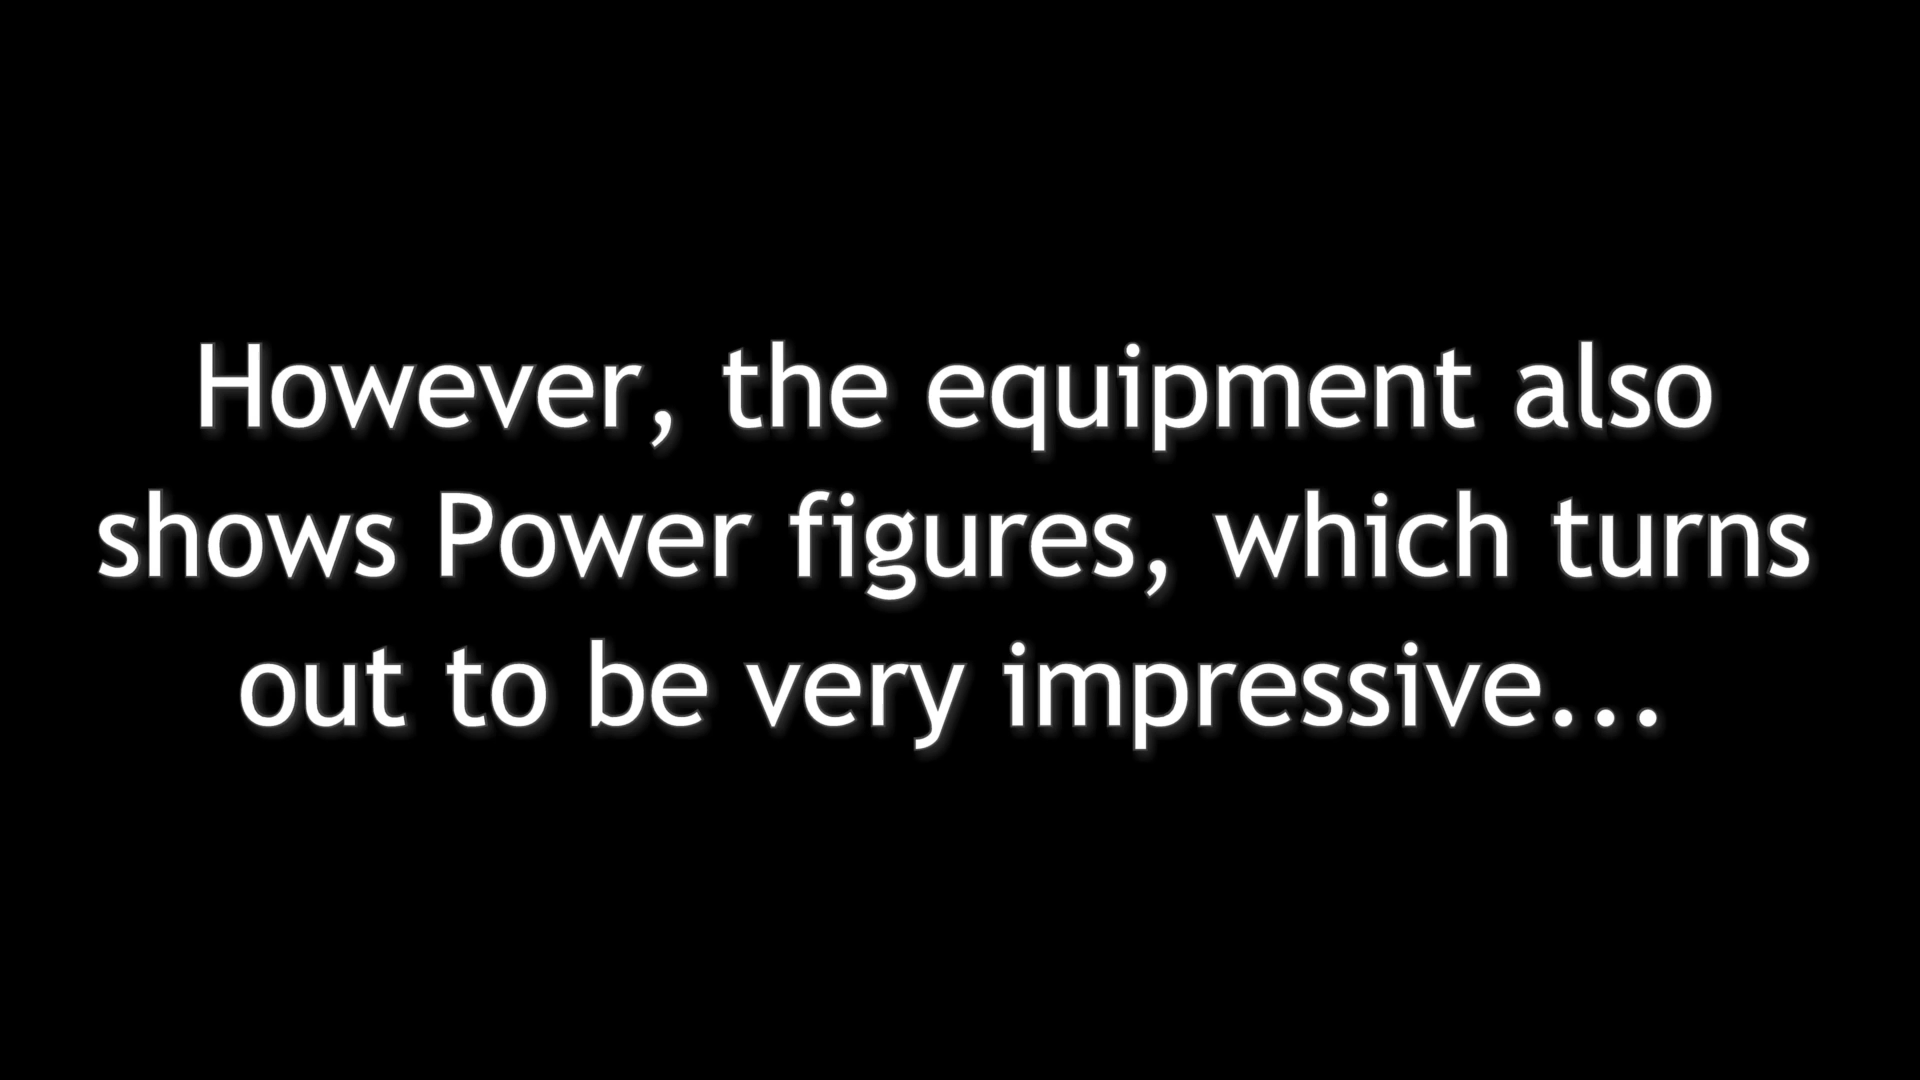 However, the equipment also
shows Power figures, which turns
out to be very impressive...